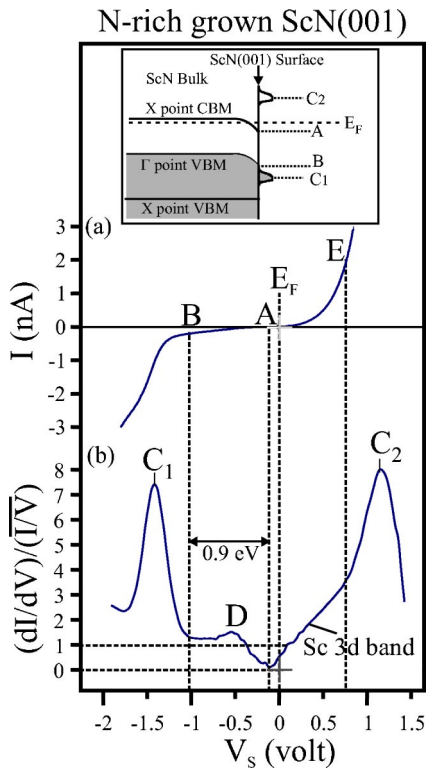 N-rich grown ScN(001)
ScN(001) Surface
ScN Bulk
C2
X point CBM
EF
A
B
Γ point VBM
C1
X point VBM
(a)
3
2
1
0
-1
-2
-3
I (nA)
E
EF
B
A
(b)
8
7
6
5
4
3
2
1
0
(dI/dV)/(I/V)
C1
C2
0.9 eV
D
Sc 3d band
-2 -1.5 -1 -0.5 0 0.5 1 1.5
VS (volt)